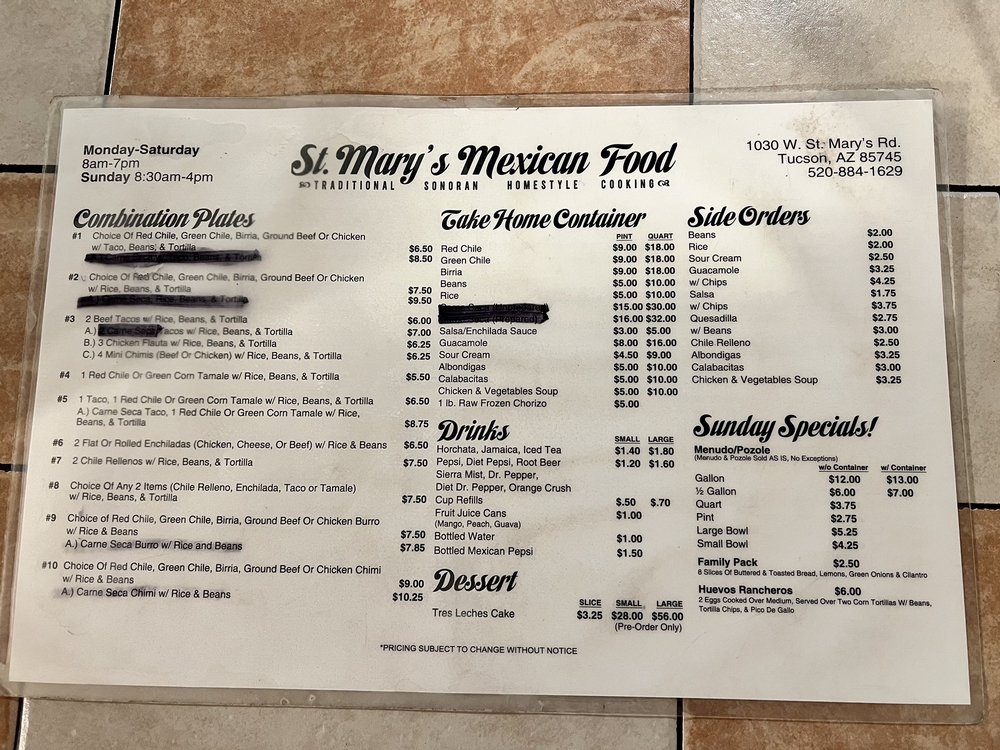 Monday-Saturday
8am-7pm
Sunday 8:30am-4pm
St. Mary's Mexican Food
TRADITIONAL SONORAN HOMESTYLE COOKING
1030 W. St. Mary's Rd.
Tucson, AZ 85745
520-884-1629
Combination Plates
#1 Choice Of Red Chile, Green Chile, Birria, Ground Beef Or Chicken
w/ Taco, Beans, & Tortilla $6.50
$8.50
#2 Choice Of Red Chile, Green Chile, Birria, Ground Beef Or Chicken
w/ Rice, Beans, & Tortilla $7.50
$9.50
#3 2 Beef Tacos w/ Rice, Beans, & Tortilla $6.00
A.) 2 Carne Seca Tacos w/ Rice, Beans, & Tortilla $7.00
B.) 3 Chicken Flauta w/ Rice, Beans, & Tortilla $6.25
C.) 4 Mini Chimis (Beef Or Chicken) w/ Rice, Beans, & Tortilla $6.25
#4 1 Red Chile Or Green Corn Tamale w/ Rice, Beans, & Tortilla $5.50
#5 1 Taco, 1 Red Chile Or Green Corn Tamale w/ Rice, Beans, & Tortilla $6.50
A.) Carne Seca Taco, 1 Red Chile Or Green Corn Tamale w/ Rice,
Beans, & Tortilla $8.75
#6 2 Flat Or Rolled Enchiladas (Chicken, Cheese, Or Beef) w/ Rice & Beans $6.50
#7 2 Chile Rellenos w/ Rice, Beans, & Tortilla $7.50
#8 Choice Of Any 2 Items (Chile Relleno, Enchilada, Taco or Tamale)
w/ Rice, Beans, & Tortilla $7.50
#9 Choice of Red Chile, Green Chile, Birria, Ground Beef Or Chicken Burro
w/ Rice & Beans $7.50
A.) Carne Seca Burro w/ Rice and Beans $7.85
#10 Choice Of Red Chile, Green Chile, Birria, Ground Beef Or Chicken Chimi
w/ Rice & Beans $9.00
A.) Carne Seca Chimi w/ Rice & Beans $10.25
Take Home Container
PINT QUART
Red Chile $9.00 $18.00
Green Chile $9.00 $18.00
Birria $9.00 $18.00
Beans $5.00 $10.00
Rice $5.00 $10.00
$15.00 $30.00
$16.00 $32.00
Salsa/Enchilada Sauce $3.00 $5.00
Guacamole $8.00 $16.00
Sour Cream $4.50 $9.00
Albondigas $5.00 $10.00
Calabacitas $5.00 $10.00
Chicken & Vegetables Soup $5.00 $10.00
1 lb. Raw Frozen Chorizo $5.00
Drinks
SMALL LARGE
Horchata, Jamaica, Iced Tea $1.40 $1.80
Pepsi, Diet Pepsi, Root Beer $1.20 $1.60
Sierra Mist, Dr. Pepper,
Diet Dr. Pepper, Orange Crush
Cup Refills $.50 $.70
Fruit Juice Cans $1.00
(Mango, Peach, Guava)
Bottled Water $1.00
Bottled Mexican Pepsi $1.50
Dessert
SLICE SMALL LARGE
Tres Leches Cake $3.25 $28.00 $56.00
(Pre-Order Only)
Side Orders
Beans $2.00
Rice $2.00
Sour Cream $2.50
Guacamole $3.25
w/ Chips $4.25
Salsa $1.75
w/ Chips $3.75
Quesadilla $2.75
w/ Beans $3.00
Chile Relleno $2.50
Albondigas $3.25
Calabacitas $3.00
Chicken & Vegetables Soup $3.25
Sunday Specials!
Menudo/Pozole
(Menudo & Pozole Sold AS IS, No Exceptions)
w/o Container w/ Container
Gallon $12.00 $13.00
½ Gallon $6.00 $7.00
Quart $3.75
Pint $2.75
Large Bowl $5.25
Small Bowl $4.25
Family Pack $2.50
8 Slices Of Buttered & Toasted Bread, Lemons, Green Onions & Cilantro
Huevos Rancheros $6.00
2 Eggs Cooked Over Medium, Served Over Two Corn Tortillas W/ Beans,
Tortilla Chips, & Pico De Gallo
*PRICING SUBJECT TO CHANGE WITHOUT NOTICE